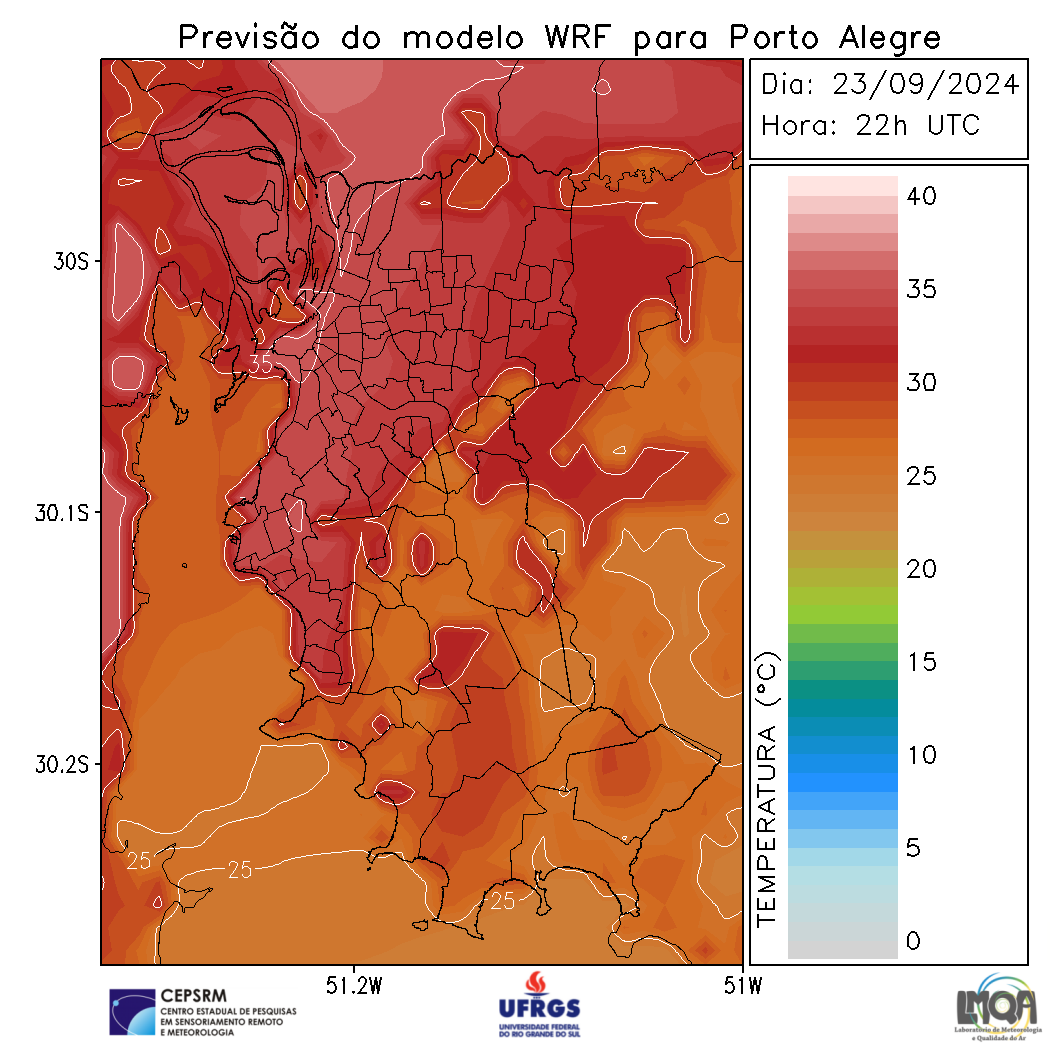 Previsão do modelo WRF para Porto Alegre
Dia: 23/09/2024
Hora: 22h UTC
40
35
30
25
20
15
10
5
0
TEMPERATURA (°C)
30S
30.1S
30.2S
51.2W
51W
35
25
25
25
CEPSRM
CENTRO ESTADUAL DE PESQUISAS
EM SENSORIAMENTO REMOTO
E METEOROLOGIA
UFRGS
UNIVERSIDADE FEDERAL
DO RIO GRANDE DO SUL
LMQA
Laboratório de Meteorologia
e Qualidade do Ar